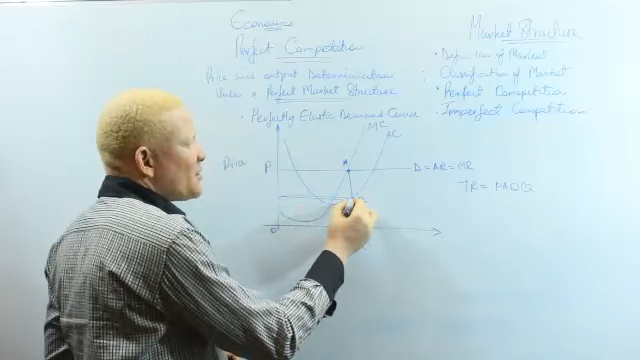 Economics
Perfect Competition
Price and output Determination
Under a Perfect Market Structure
• Perfectly Elastic Demand Curve
Market Structure
• Definition of Market
Classification of Market
• Perfect Competition
• Imperfect Competition
MC
AC
A
Price
P
D = AR = MR
TR = PAOQ
O